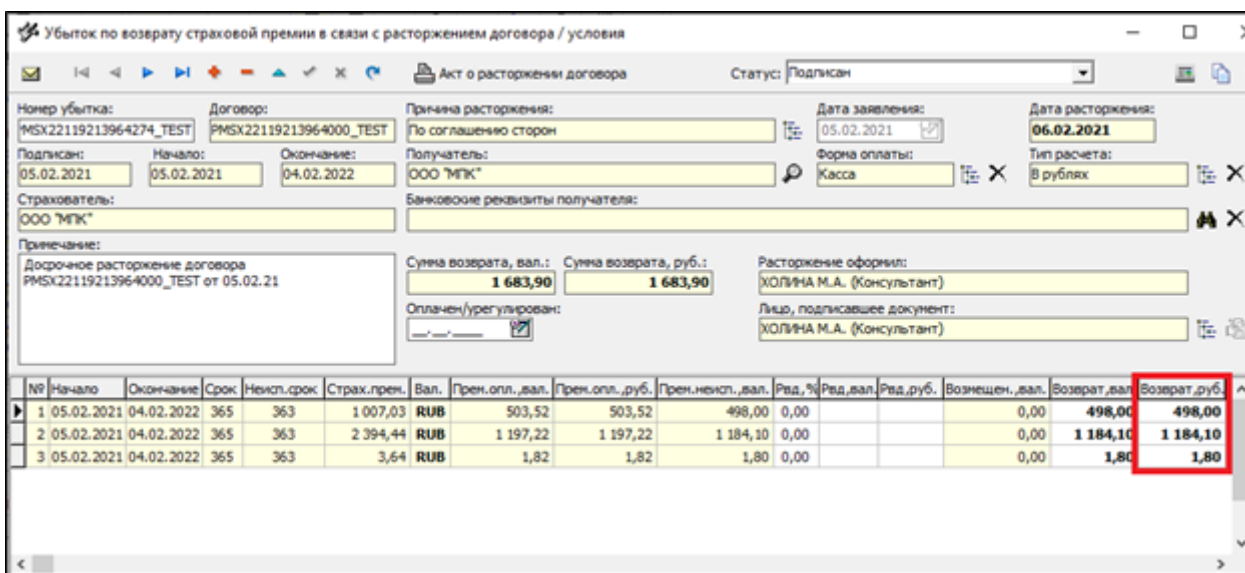 Убыток по возврату страховой премии в связи с расторжением договора / условия
Акт о расторжении договора Статус: Подписан
Номер убытка: Договор: Причина расторжения: Дата заявления: Дата расторжения:
MSX22119213964274_TEST PMSX22119213964000_TEST По соглашению сторон 05.02.2021 06.02.2021
Подписан: Начало: Окончание: Получатель: Форма оплаты: Тип расчета:
05.02.2021 05.02.2021 04.02.2022 ООО "МПК" Касса В рублях
Страхователь: Банковские реквизиты получателя:
ООО "МПК"
Примечание:
Досрочное расторжение договора
PMSX22119213964000_TEST от 05.02.21
Сумма возврата, вал.: Сумма возврата, руб.: Расторжение оформил:
1 683,90 1 683,90 ХОЛИНА М.А. (Консультант)
Оплачен/урегулирован: Лицо, подписавшее документ:
__.__.____ ХОЛИНА М.А. (Консультант)
№ Начало Окончание Срок Неисп.срок Страх.прем. Вал. Прем.опл.,вал. Прем.опл.,руб. Прем.неисп.,вал. Рвд,% Рвд,вал. Рвд,руб. Возмещен.,вал. Возврат,вал Возврат,руб.
1 05.02.2021 04.02.2022 365 363 1 007,03 RUB 503,52 503,52 498,00 0,00 0,00 498,00 498,00
2 05.02.2021 04.02.2022 365 363 2 394,44 RUB 1 197,22 1 197,22 1 184,10 0,00 0,00 1 184,10 1 184,10
3 05.02.2021 04.02.2022 365 363 3,64 RUB 1,82 1,82 1,80 0,00 0,00 1,80 1,80